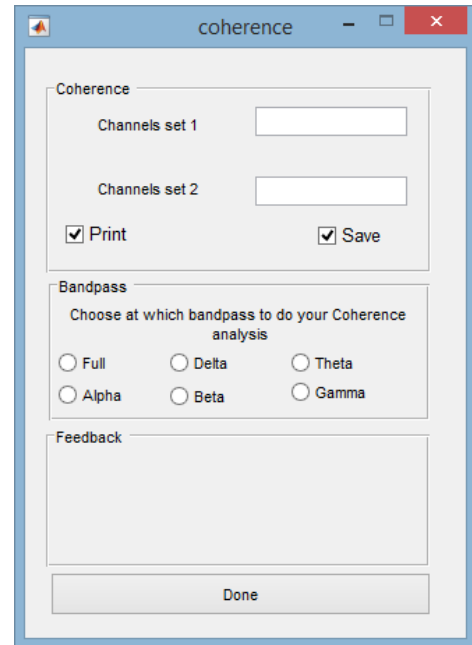 coherence
Coherence
Channels set 1
Channels set 2
Print Save
Bandpass
Choose at which bandpass to do your Coherence
analysis
Full Delta Theta
Alpha Beta Gamma
Feedback
Done